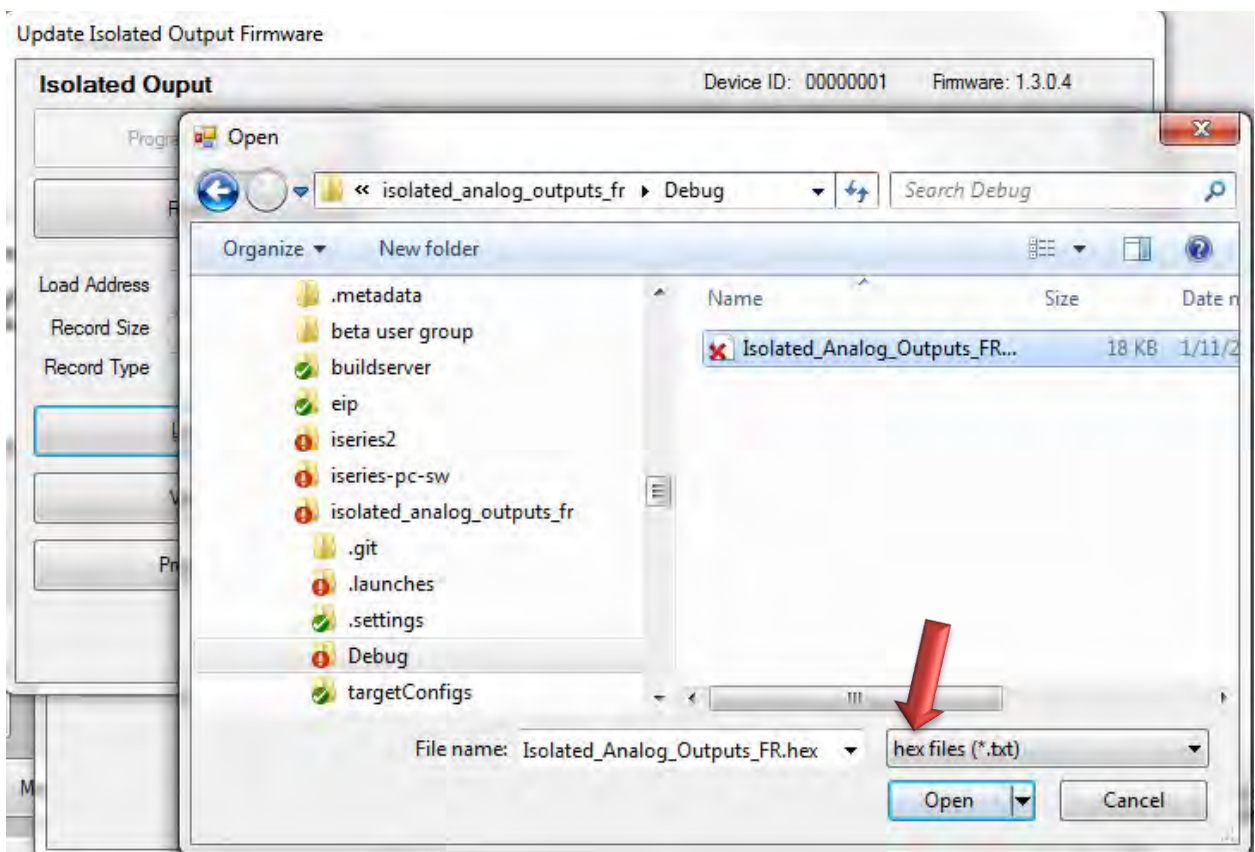 Update Isolated Output Firmware
Isolated Ouput Device ID: 00000001 Firmware: 1.3.0.4
Open
« isolated_analog_outputs_fr Debug Search Debug
Organize New folder
Load Address
Record Size
Record Type
.metadata
beta user group
buildserver
eip
iseries2
iseries-pc-sw
isolated_analog_outputs_fr
.git
.launches
.settings
Debug
targetConfigs
Name Size
Isolated_Analog_Outputs_FR... 18 KB
File name: Isolated_Analog_Outputs_FR.hex hex files (*.txt)
Open Cancel